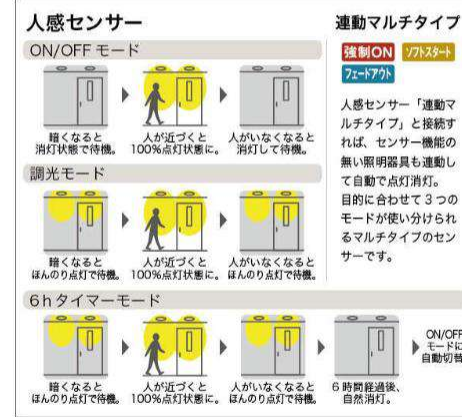 人感センサー
ON/OFF モード
暗くなると
消灯状態で待機。
人が近づくと
100%点灯状態に。
人がいなくなると
消灯して待機。
調光モード
暗くなると
ほんのり点灯で待機。
人が近づくと
100%点灯状態に。
人がいなくなると
ほんのり点灯で待機。
連動マルチタイプ
強制ON
ソフトスタート
フェードアウト
人感センサー「連動マ
ルチタイプ」と接続す
れば、センサー機能の
無い照明器具も連動し
て自動で点灯消灯。
目的に合わせて3つの
モードが使い分けられ
るマルチタイプのセン
サーです。
6hタイマーモード
暗くなると
ほんのり点灯で待機。
人が近づくと
100%点灯状態に。
人がいなくなると
ほんのり点灯で待機。
6時間経過後、
自然消灯。
ON/OFF
モードに
自動切替